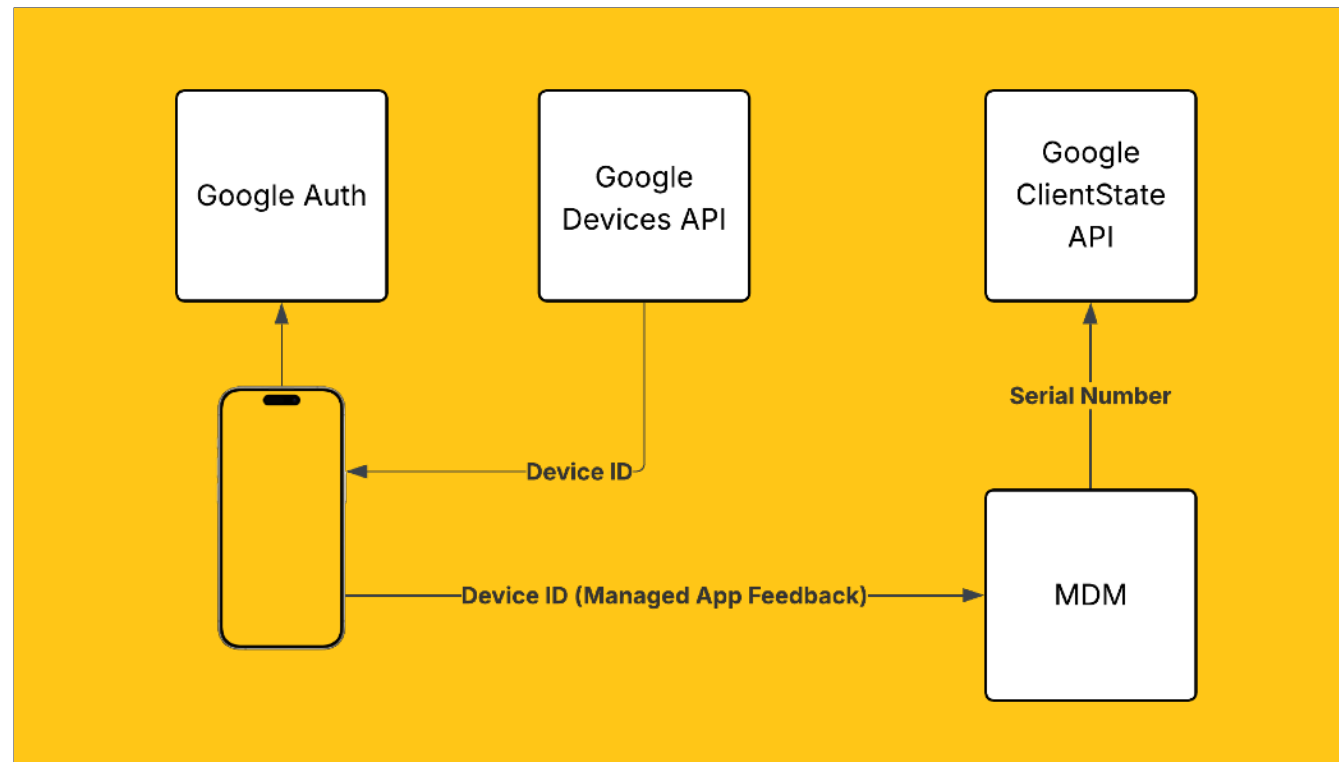 Google Auth
Google
Devices API
Google
ClientState
API
Serial Number
Device ID
Device ID (Managed App Feedback)
MDM